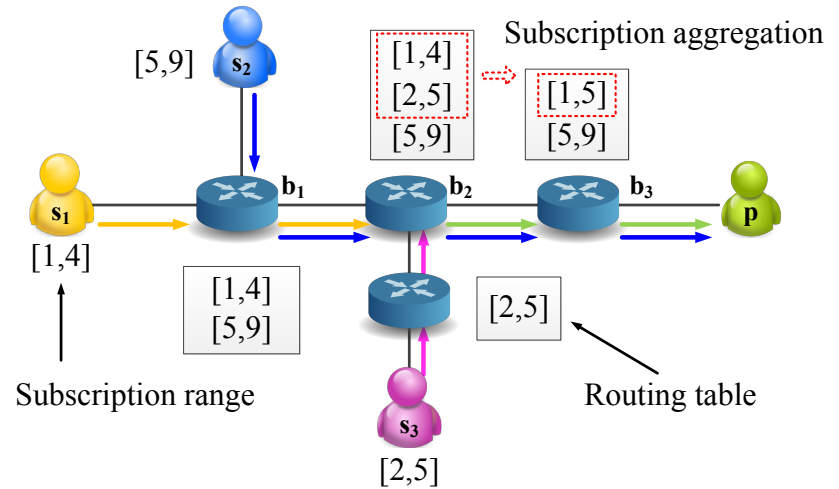 Subscription aggregation
s2
[5,9]
[1,4]
[2,5]
[5,9]
[1,5]
[5,9]
b1
b2
b3
s1
p
[1,4]
[1,4]
[5,9]
[2,5]
Subscription range
Routing table
s3
[2,5]